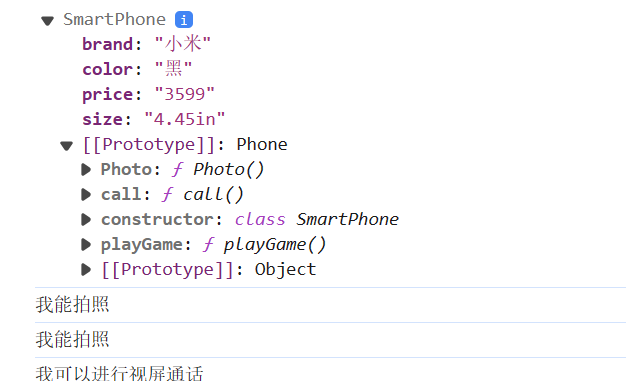 SmartPhone i
brand: "小米"
color: "黑"
price: "3599"
size: "4.45in"
[[Prototype]]: Phone
Photo: ƒ Photo()
call: ƒ call()
constructor: class SmartPhone
playGame: ƒ playGame()
[[Prototype]]: Object
我能拍照
我能拍照
我可以进行视屏通话